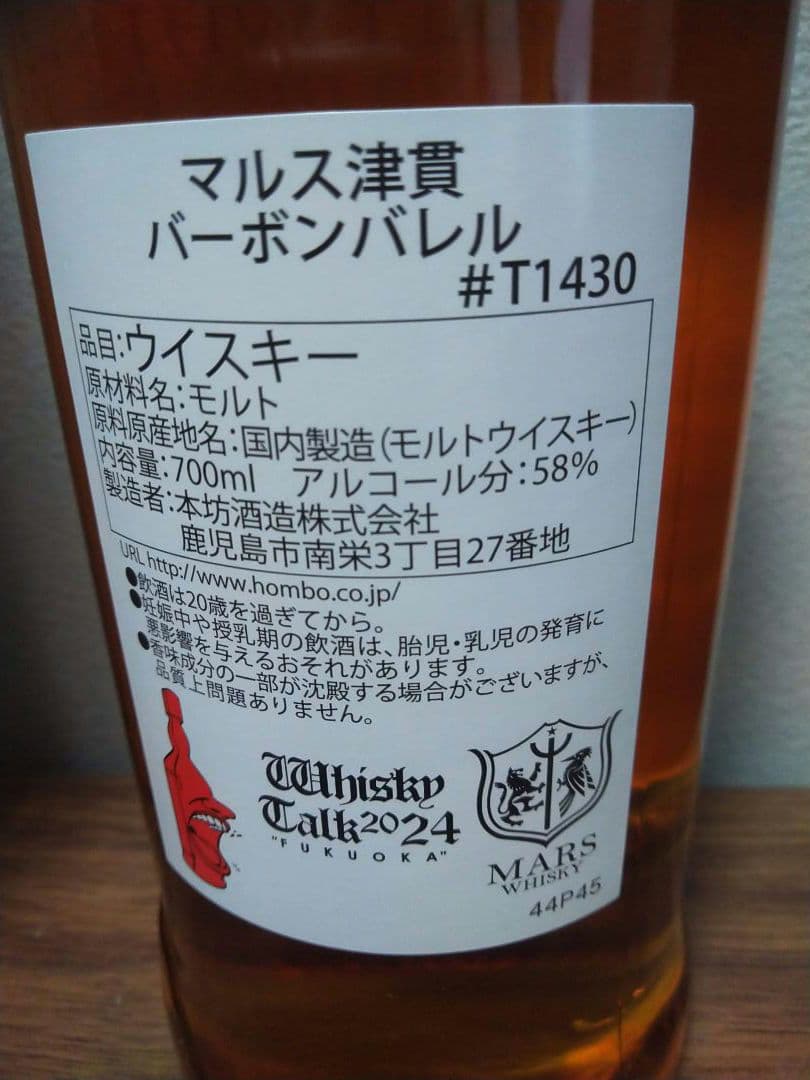 マルス津貫
バーボンバレル
#T1430
品目:ウイスキー
原材料名:モルト
原料原産地名:国内製造(モルトウイスキー)
内容量:700ml アルコール分:58%
製造者:本坊酒造株式会社
鹿児島市南栄3丁目27番地
URL http://www.hombo.co.jp/
●飲酒は20歳を過ぎてから。
●妊娠中や授乳期の飲酒は、胎児・乳児の発育に
悪影響を与えるおそれがあります。
●香味成分の一部が沈殿する場合がございますが、
品質上問題ありません。
Whisky
Talk2024
"FUKUOKA"
MARS
WHISKY
44P45